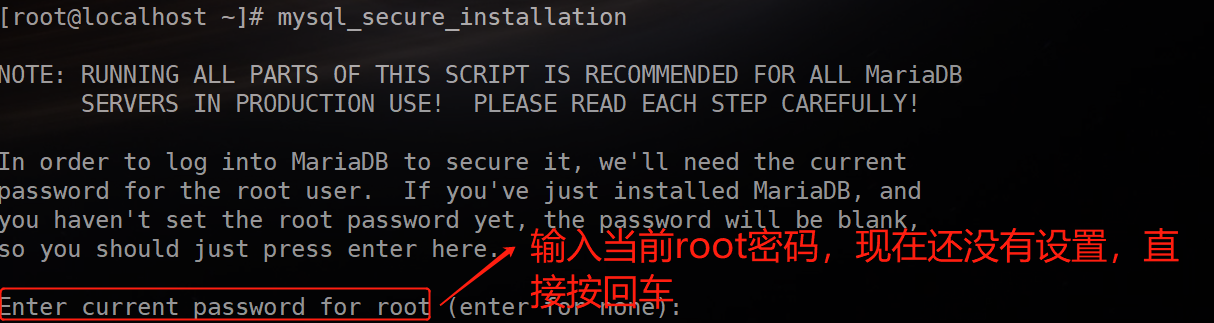 [root@localhost ~]# mysql_secure_installation
NOTE: RUNNING ALL PARTS OF THIS SCRIPT IS RECOMMENDED FOR ALL MariaDB
SERVERS IN PRODUCTION USE!  PLEASE READ EACH STEP CAREFULLY!
In order to log into MariaDB to secure it, we'll need the current
password for the root user.  If you've just installed MariaDB, and
you haven't set the root password yet, the password will be blank,
so you should just press enter here.
输入当前root密码，现在还没有设置，直
接按回车
Enter current password for root (enter for none):